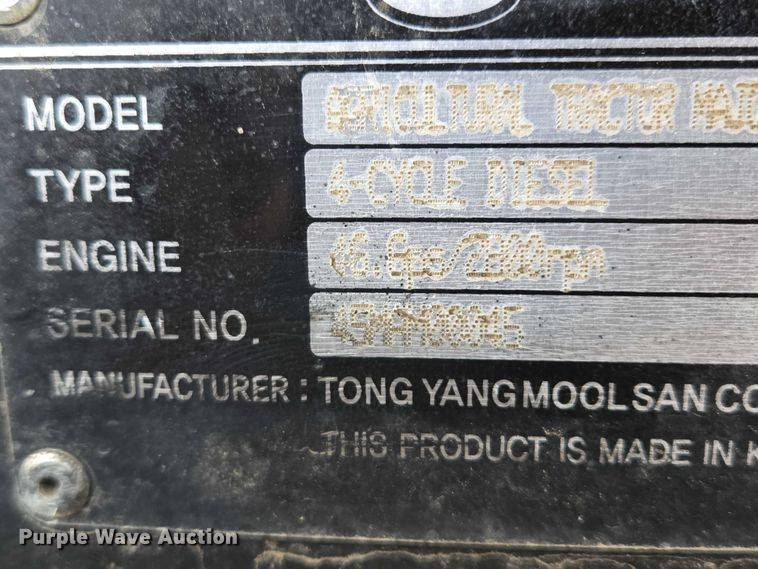 MODEL AGRICULTURAL TRACTOR
TYPE 4-CYCLE DIESEL
ENGINE
SERIAL NO.
MANUFACTURER : TONG YANG MOOLSAN CO
THIS PRODUCT IS MADE IN K
Purple Wave Auction